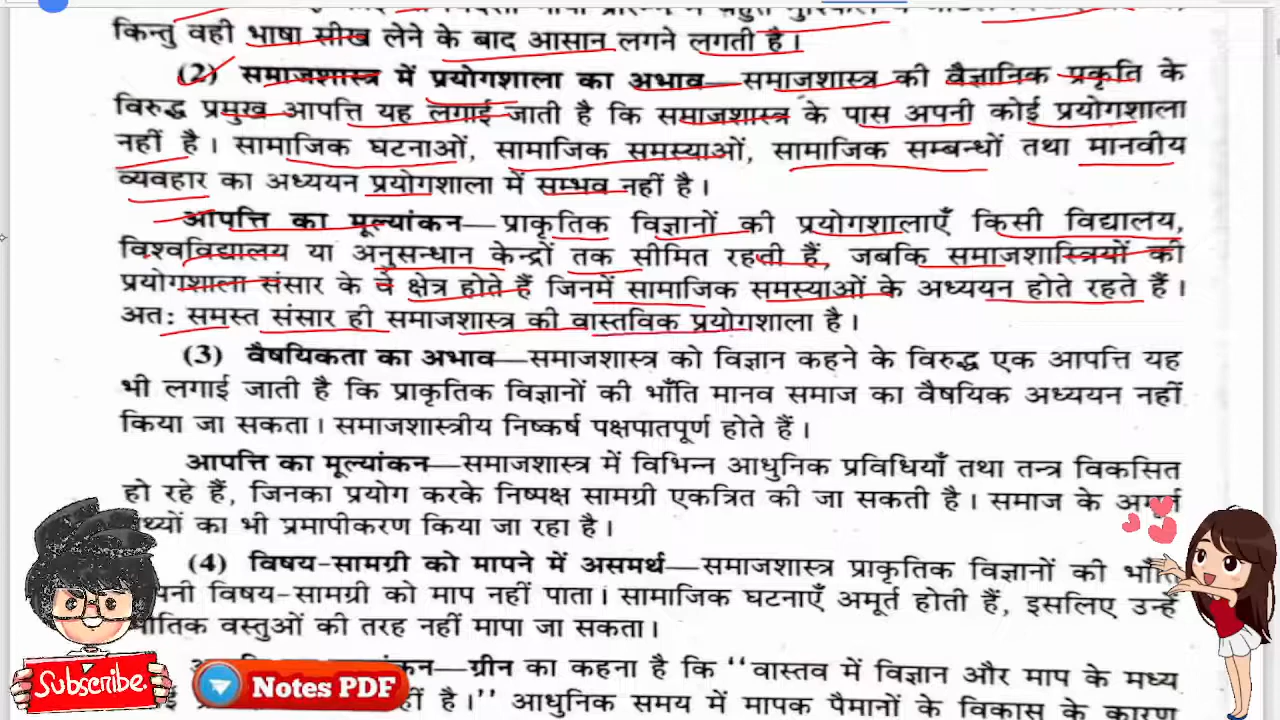 किन्तु वही भाषा सीख लेने के बाद आसान लगने लगती है।
(2) समाजशास्त्र में प्रयोगशाला का अभाव—समाजशास्त्र की वैज्ञानिक प्रकृति के
विरुद्ध प्रमुख आपत्ति यह लगाई जाती है कि समाजशास्त्र के पास अपनी कोई प्रयोगशाला
नहीं है। सामाजिक घटनाओं, सामाजिक समस्याओं, सामाजिक सम्बन्धों तथा मानवीय
व्यवहार का अध्ययन प्रयोगशाला में सम्भव नहीं है।
आपत्ति का मूल्यांकन—प्राकृतिक विज्ञानों की प्रयोगशालाएँ किसी विद्यालय,
विश्वविद्यालय या अनुसन्धान केन्द्रों तक सीमित रहती हैं, जबकि समाजशास्त्रियों की
प्रयोगशाला संसार के वे क्षेत्र होते हैं जिनमें सामाजिक समस्याओं के अध्ययन होते रहते हैं।
अतः समस्त संसार ही समाजशास्त्र की वास्तविक प्रयोगशाला है।
(3) वैषयिकता का अभाव—समाजशास्त्र को विज्ञान कहने के विरुद्ध एक आपत्ति यह
भी लगाई जाती है कि प्राकृतिक विज्ञानों की भाँति मानव समाज का वैषयिक अध्ययन नहीं
किया जा सकता। समाजशास्त्रीय निष्कर्ष पक्षपातपूर्ण होते हैं।
आपत्ति का मूल्यांकन—समाजशास्त्र में विभिन्न आधुनिक प्रविधियाँ तथा तन्त्र विकसित
हो रहे हैं, जिनका प्रयोग करके निष्पक्ष सामग्री एकत्रित की जा सकती है। समाज के अमूर्त
का भी प्रमापीकरण किया जा रहा है।
(4) विषय-सामग्री को मापने में असमर्थ—समाजशास्त्र प्राकृतिक विज्ञानों की भाँति
विषय-सामग्री को माप नहीं पाता। सामाजिक घटनाएँ अमूर्त होती हैं, इसलिए उन्हें
वस्तुओं की तरह नहीं मापा जा सकता।
—ग्रीन का कहना है कि “वास्तव में विज्ञान और माप के मध्य
है।” आधुनिक समय में मापक पैमानों के विकास के कारण
Subscribe.
Notes PDF